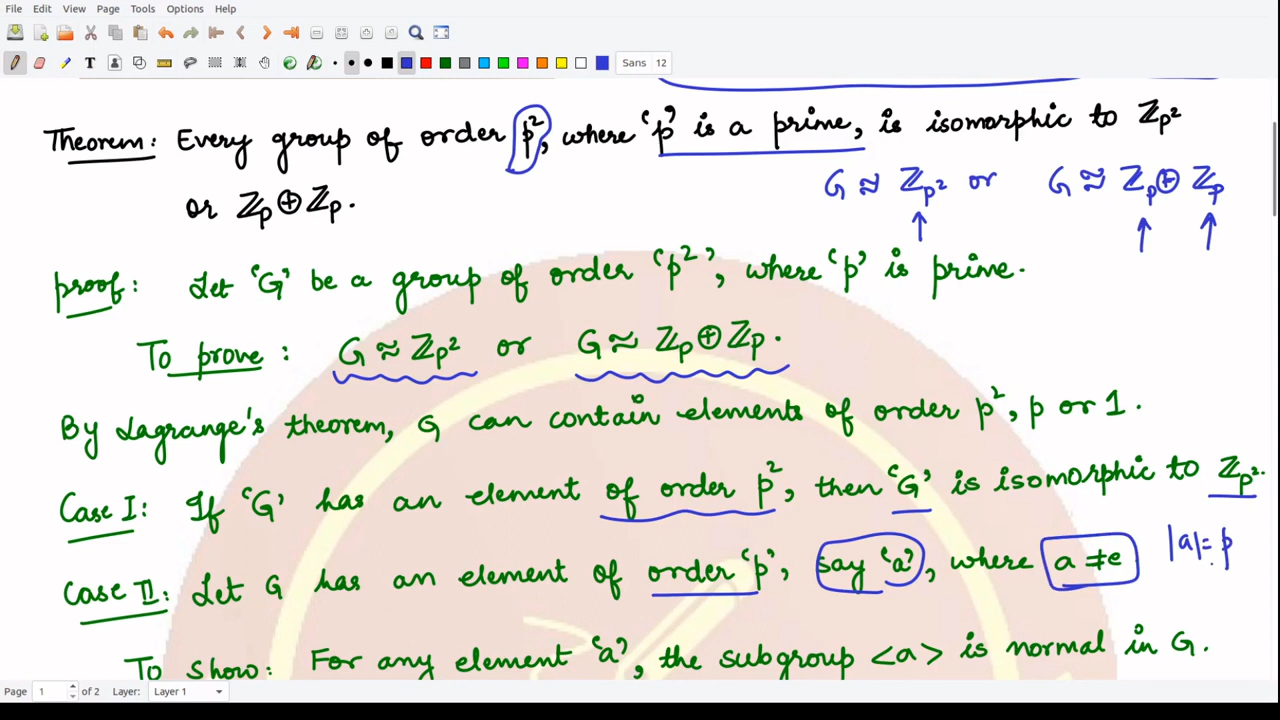 File Edit View Page Tools Options Help
Sans 12
Theorem: Every group of order p², where 'p' is a prime, is isomorphic to ℤp²
or ℤp⊕ℤp.
G ≈ ℤp² or G ≈ ℤp ⊕ ℤp
proof: Let 'G' be a group of order 'p²', where 'p' is prime.
To prove: G ≈ ℤp² or G ≈ ℤp⊕ℤp.
By Lagrange's theorem, G can contain elements of order p², p or 1.
Case I: If 'G' has an element of order p², then 'G' is isomorphic to ℤp².
Case II: Let G has an element of order 'p', say 'a', where a ≠ e |a|= p
To show: For any element 'a', the subgroup <a> is normal in G.
Page 1 of 2 Layer: Layer 1